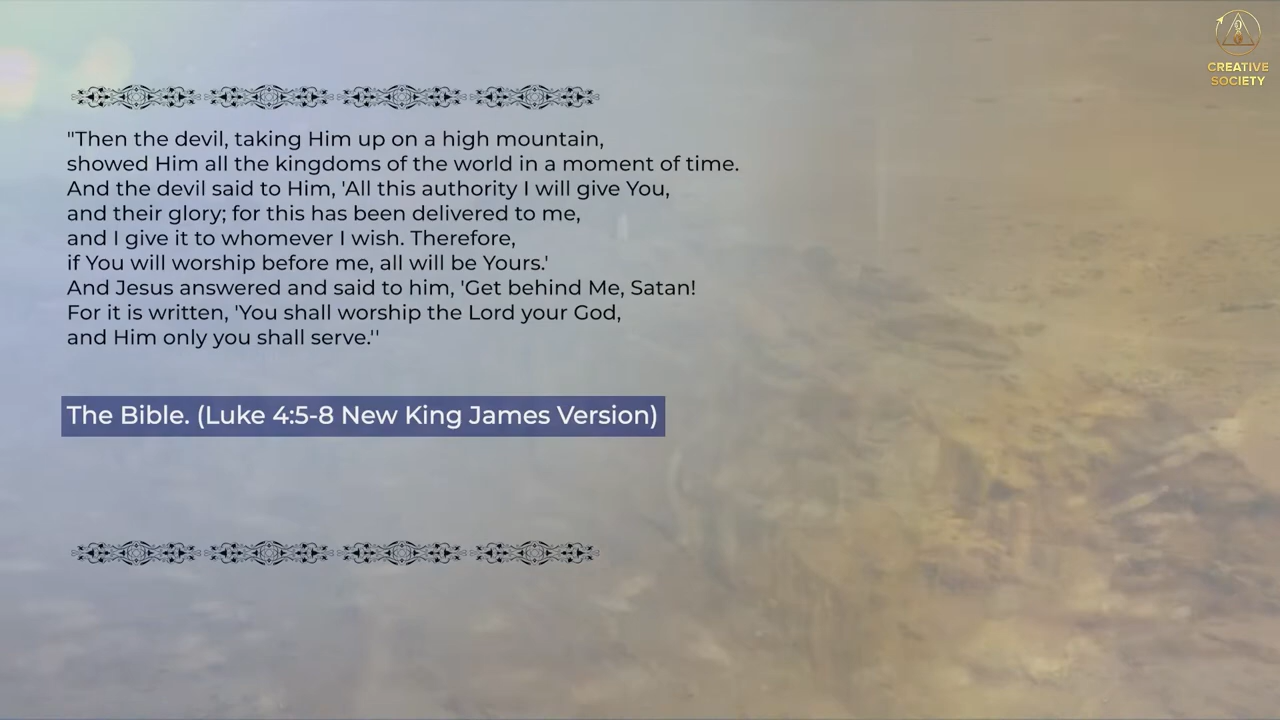 CREATIVE
SOCIETY
"Then the devil, taking Him up on a high mountain,
showed Him all the kingdoms of the world in a moment of time.
And the devil said to Him, 'All this authority I will give You,
and their glory; for this has been delivered to me,
and I give it to whomever I wish. Therefore,
if You will worship before me, all will be Yours.'
And Jesus answered and said to him, 'Get behind Me, Satan!
For it is written, 'You shall worship the Lord your God,
and Him only you shall serve.''
The Bible. (Luke 4:5-8 New King James Version)